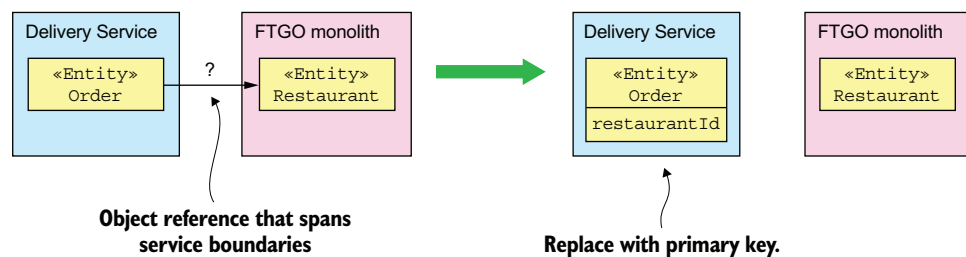 Delivery Service
«Entity»
Order
?
FTGO monolith
«Entity»
Restaurant
Object reference that spans
service boundaries
Delivery Service
«Entity»
Order
restaurantId
FTGO monolith
«Entity»
Restaurant
Replace with primary key.